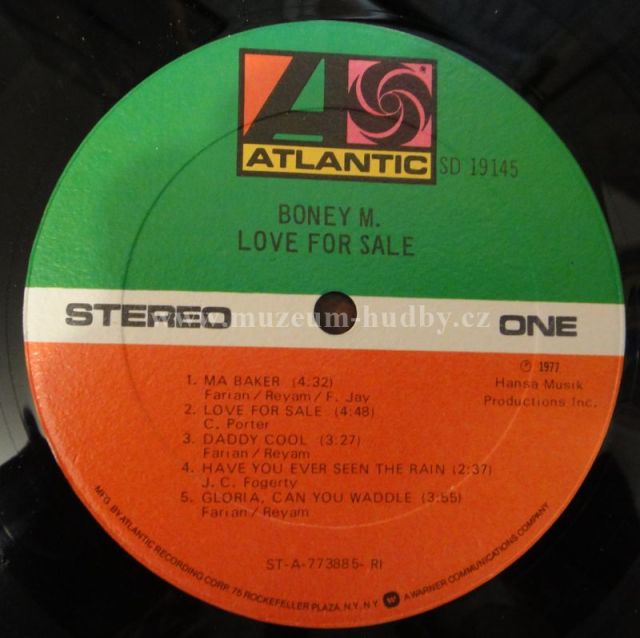 ATLANTIC
SD 19145
BONEY M.
LOVE FOR SALE
STEREO
www.muzeum-hudby.cz
ONE
℗ 1977
Hansa Musik
Productions Inc.
1. MA BAKER (4:32)
Farian/Reyam/F. Jay
2. LOVE FOR SALE (4:48)
C. Porter
3. DADDY COOL (3:27)
Farian/Reyam
4. HAVE YOU EVER SEEN THE RAIN (2:37)
J. C. Fogerty
5. GLORIA, CAN YOU WADDLE (3:55)
Farian/Reyam
ST-A-773885- RI
MFG. BY ATLANTIC RECORDING CORP. 75 ROCKEFELLER PLAZA, N.Y., N.Y. A WARNER COMMUNICATIONS COMPANY